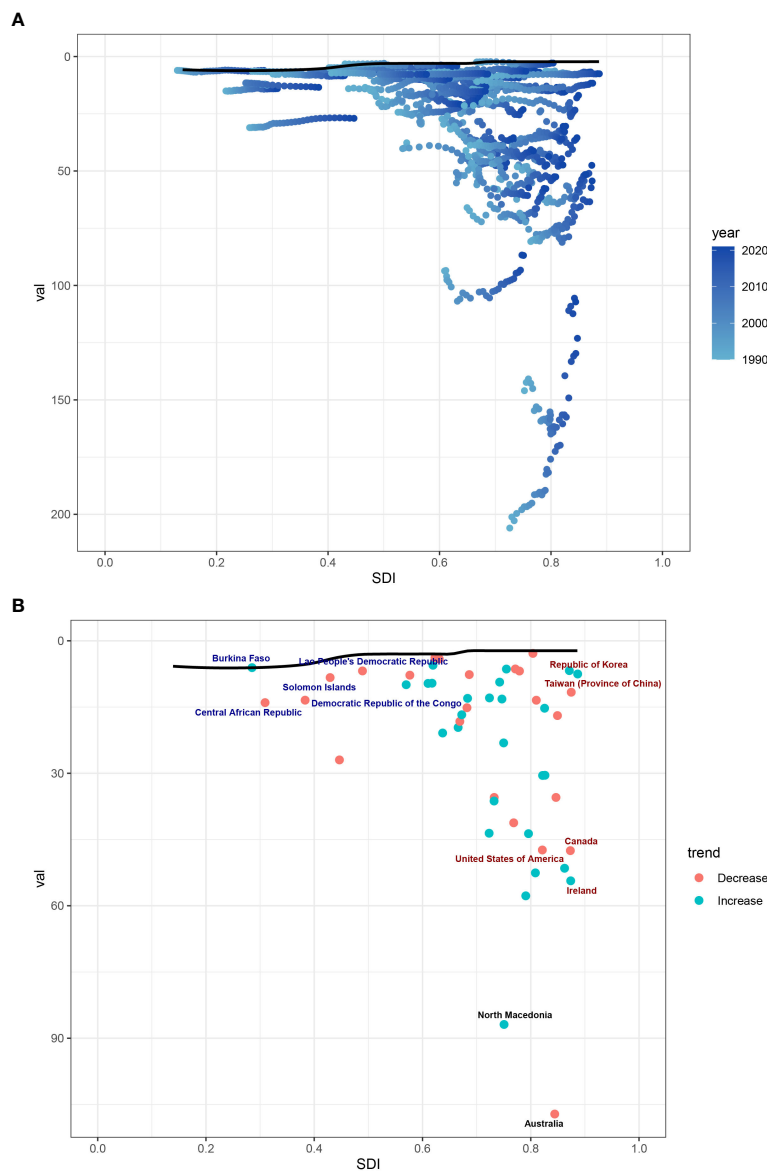 A
0
50
100
150
200
val
0.0
0.2
0.4
0.6
0.8
1.0
SDI
year
2020
2010
2000
1990
B
0
30
60
90
val
Burkina Faso
Lao People's Democratic Republic
Republic of Korea
Solomon Islands
Taiwan (Province of China)
Central African Republic
Democratic Republic of the Congo
Canada
United States of America
Ireland
North Macedonia
Australia
0.0
0.2
0.4
0.6
0.8
1.0
SDI
trend
Decrease
Increase